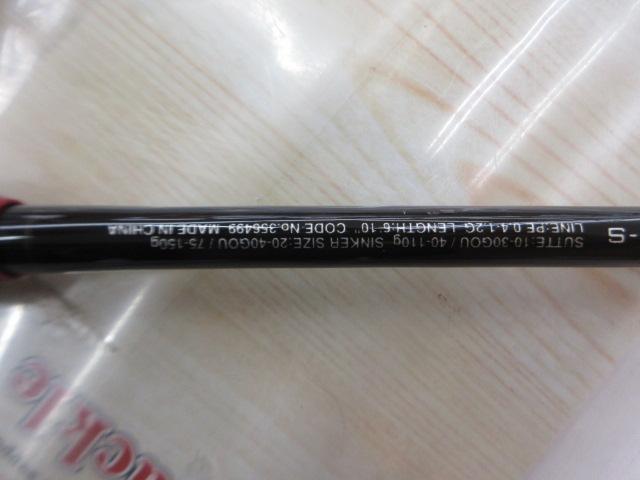 -S
SUTTE:10-30GOU / 40-110g SINKER SIZE:20-40GOU / 75-150g
LINE:PE 0.4-1.2G LENGTH:6'10" CODE No.356499 MADE IN CHINA
ackle